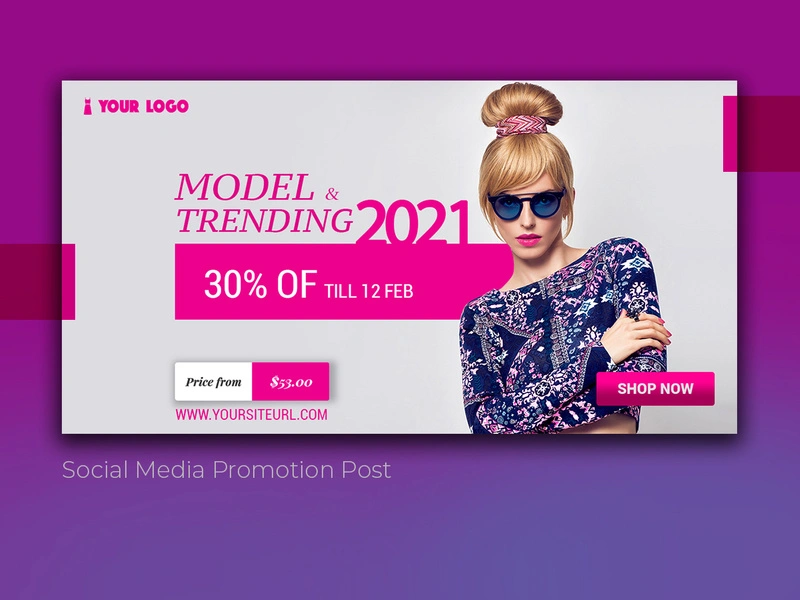 YOUR LOGO
MODEL &
TRENDING 2021
30% OF TILL 12 FEB
Price from $53.00
WWW.YOURSITEURL.COM
SHOP NOW
Social Media Promotion Post